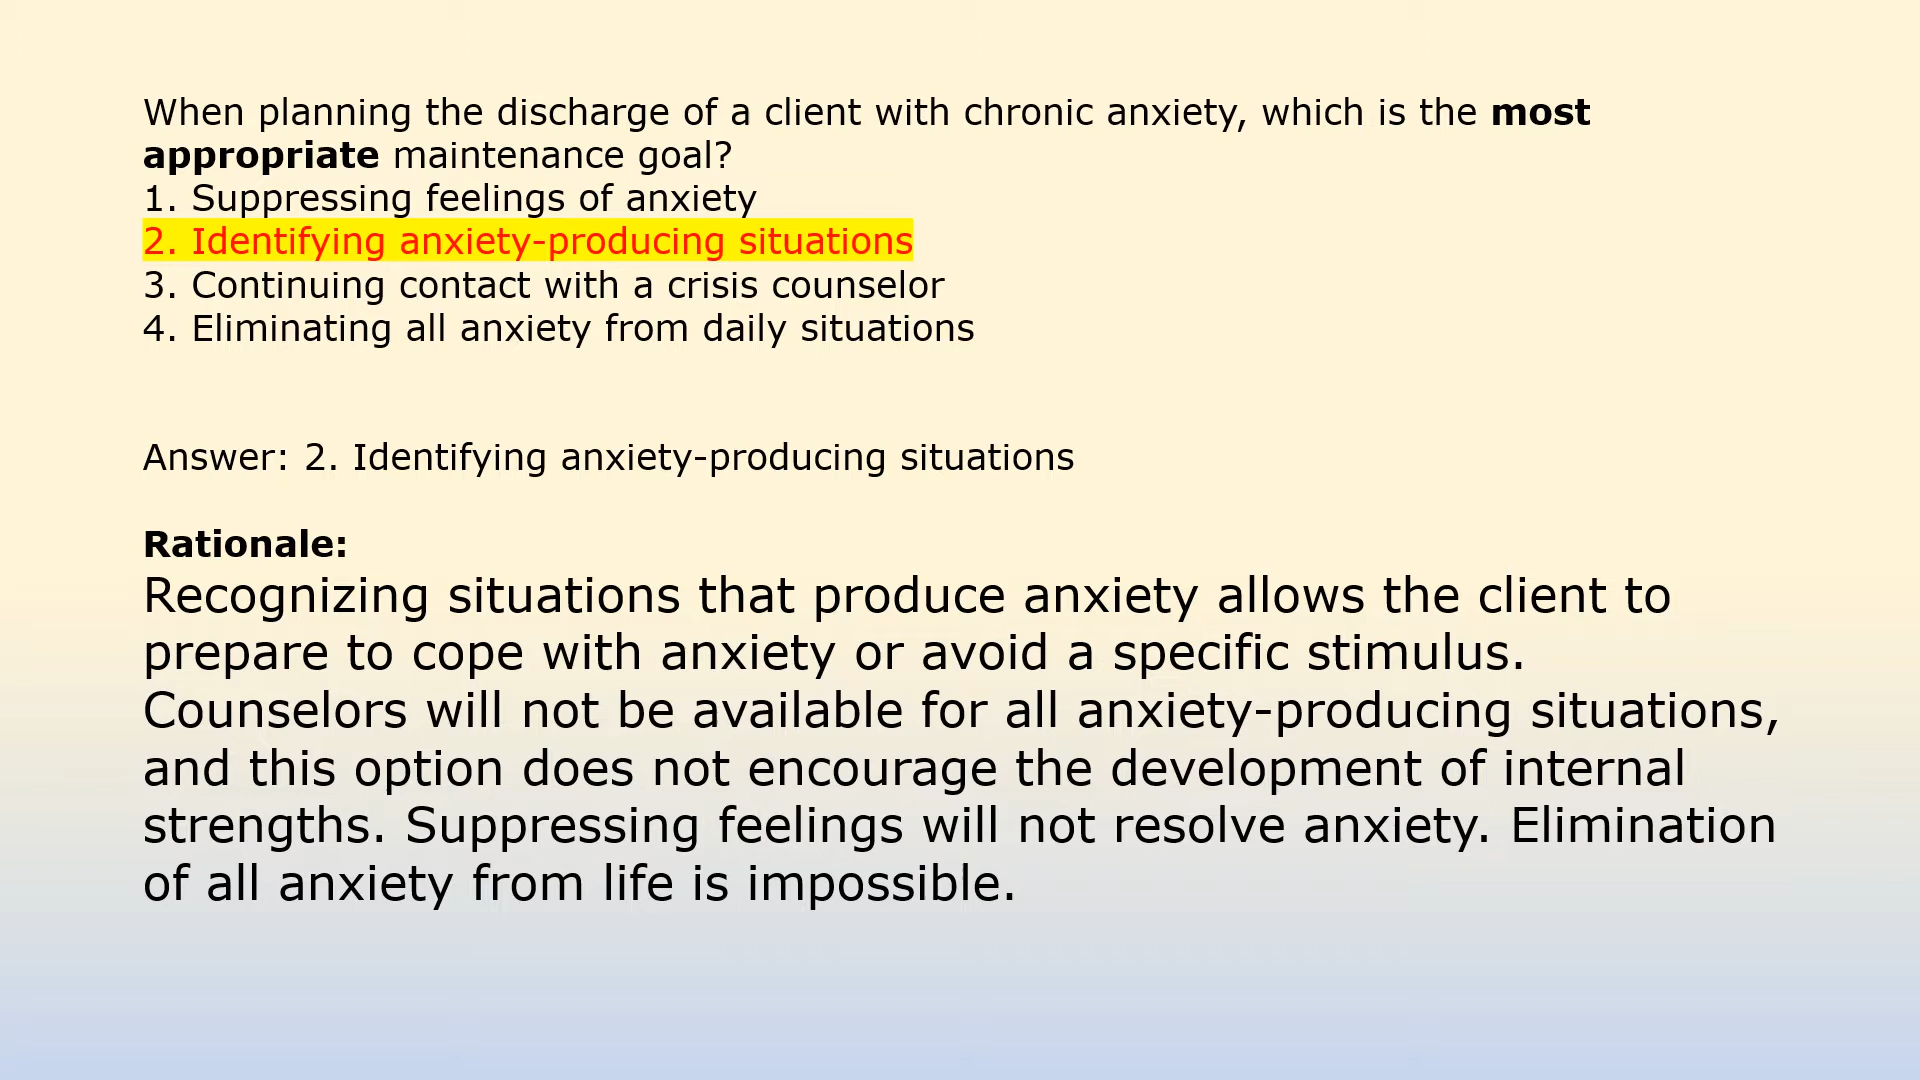 When planning the discharge of a client with chronic anxiety, which is the most
appropriate maintenance goal?
1. Suppressing feelings of anxiety
2. Identifying anxiety-producing situations
3. Continuing contact with a crisis counselor
4. Eliminating all anxiety from daily situations
Answer: 2. Identifying anxiety-producing situations
Rationale:
Recognizing situations that produce anxiety allows the client to
prepare to cope with anxiety or avoid a specific stimulus.
Counselors will not be available for all anxiety-producing situations,
and this option does not encourage the development of internal
strengths. Suppressing feelings will not resolve anxiety. Elimination
of all anxiety from life is impossible.